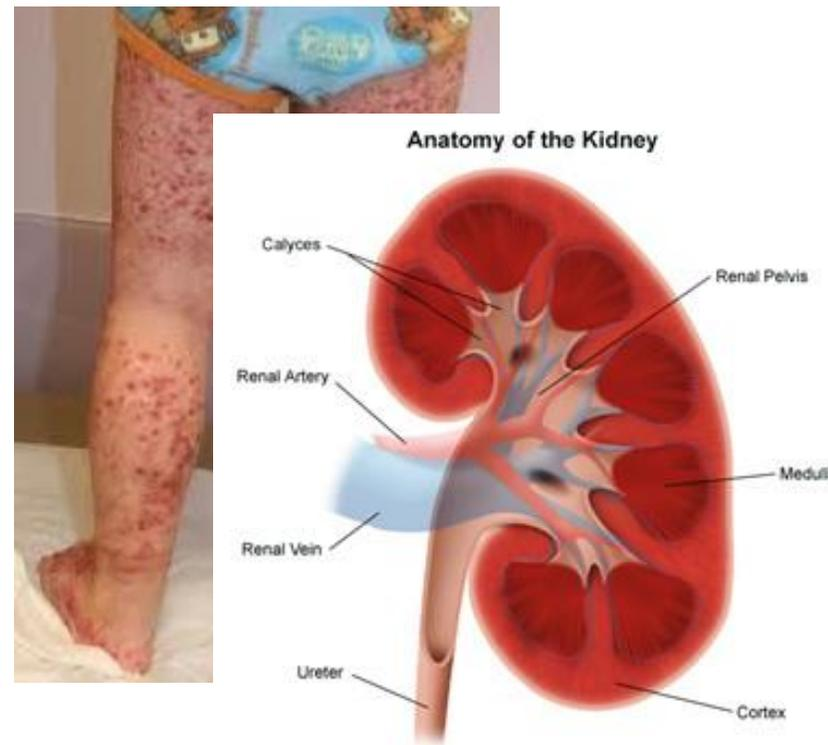 Anatomy of the Kidney
Calyces
Renal Pelvis
Renal Artery
Medull
Renal Vein
Ureter
Cortex